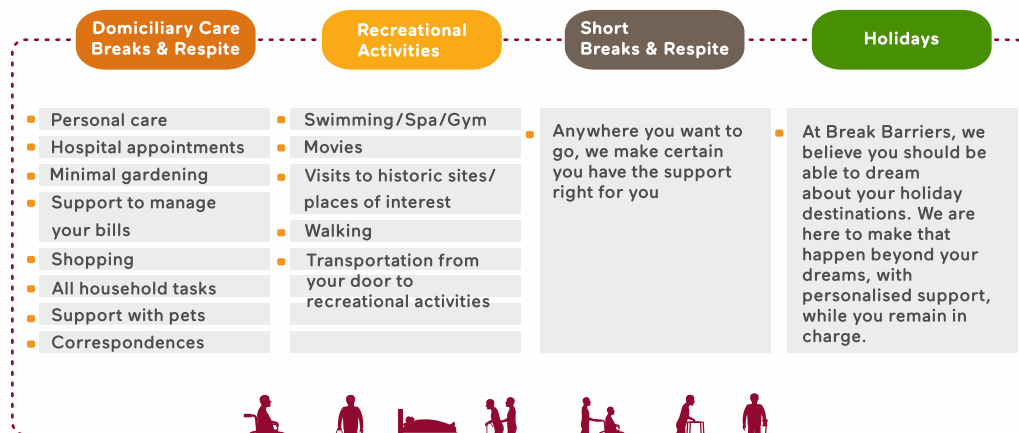 Domiciliary Care
Breaks & Respite
Personal care
Hospital appointments
Minimal gardening
Support to manage
your bills
Shopping
All household tasks
Support with pets
Correspondences
Recreational
Activities
Swimming/Spa/Gym
Movies
Visits to historic sites/
places of interest
Walking
Transportation from
your door to
recreational activities
Short
Breaks & Respite
Anywhere you want to
go, we make certain
you have the support
right for you
Holidays
At Break Barriers, we
believe you should be
able to dream
about your holiday
destinations. We are
here to make that
happen beyond your
dreams, with
personalised support,
while you remain in
charge.